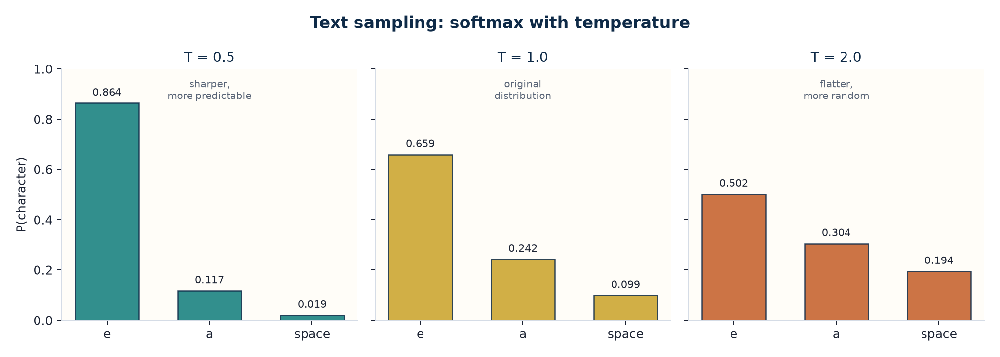 Text sampling: softmax with temperature
T = 0.5
sharper,
more predictable
P(character)
1.0
0.8
0.6
0.4
0.2
0.0
0.864
0.117
0.019
e
a
space
T = 1.0
original
distribution
0.659
0.242
0.099
e
a
space
T = 2.0
flatter,
more random
0.502
0.304
0.194
e
a
space